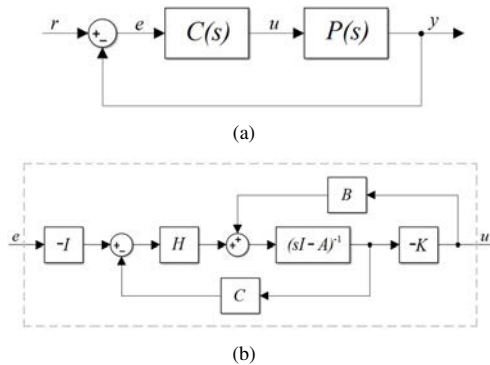 r + - e C(s) u P(s) y
(a)
B
e -I + - H + + (sI - A)⁻¹ -K u
C
(b)